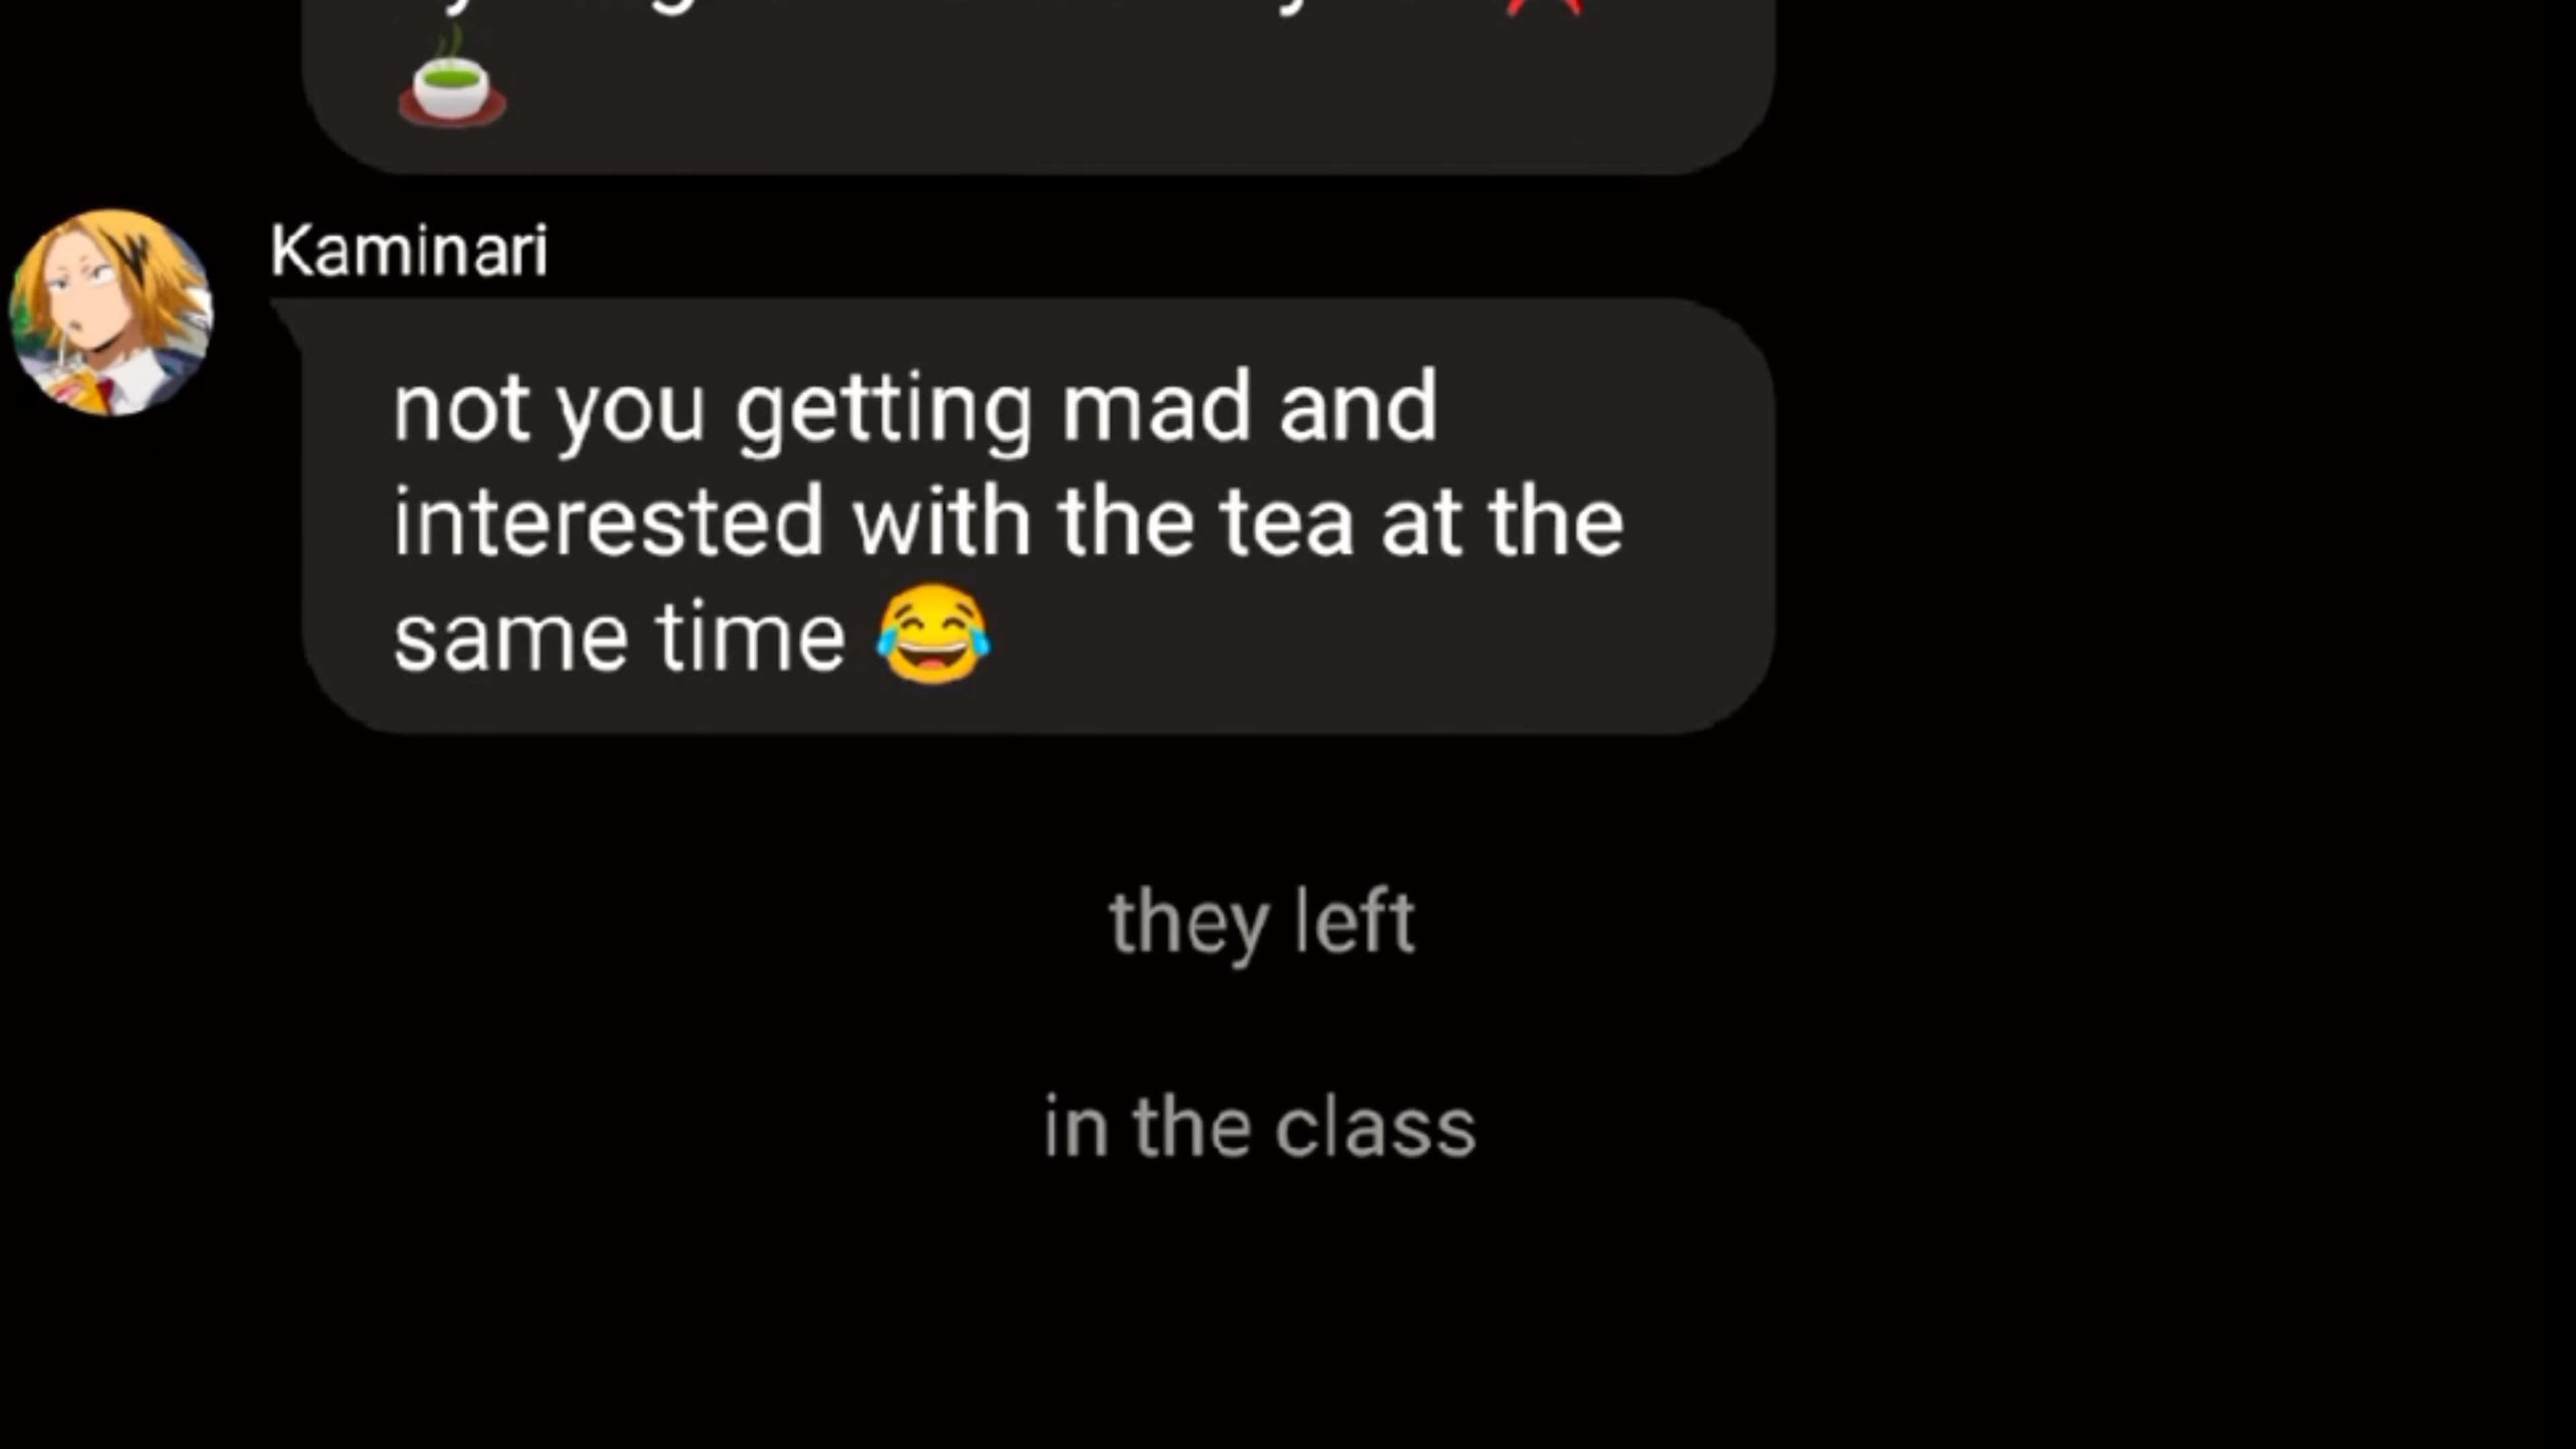 🍵
Kaminari
not you getting mad and
interested with the tea at the
same time 😂
they left
in the class